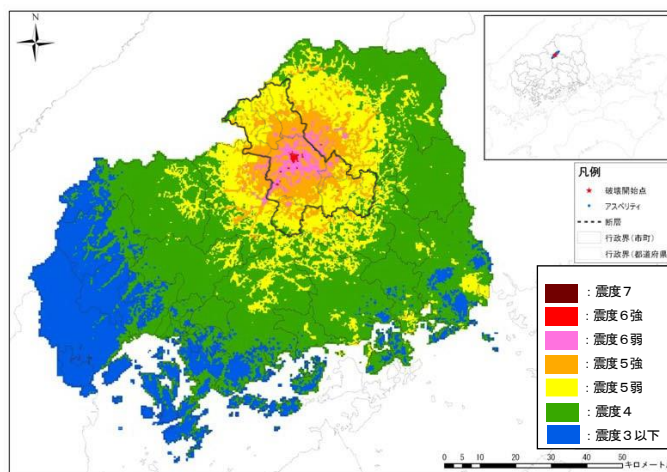 N
凡例
破壊開始点
アスペリティ
断層
行政界(市町)
行政界(都道府県
:震度7
:震度6強
:震度6弱
:震度5強
:震度5弱
:震度4
:震度3以下
0 5 10 20 30 40 50
キロメート